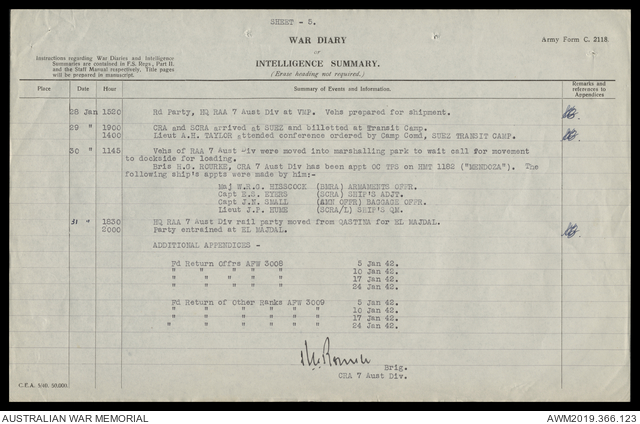 SHEET - 5.
WAR DIARY
OR
INTELLIGENCE SUMMARY.
(Erase heading not required.)
Army Form C. 2118.
Instructions regarding War Diaries and Intelligence
Summaries are contained in F.S. Regs., Part II.
and the Staff Manual respectively. Title pages
will be prepared in manuscript.
Place Date Hour Summary of Events and Information. Remarks and references to Appendices
28 Jan 1520 Rd Party, HQ RAA 7 Aust Div at VMP. Vehs prepared for shipment.
29 " 1900 CRA and SCRA arrived at SUEZ and billetted at Transit Camp.
1400 Lieut A.H. TAYLOR attended conference ordered by Camp Comd, SUEZ TRANSIT CAMP.
30 " 1145 Vehs of RAA 7 Aust Div were moved into marshalling park to wait call for movement
to dockside for loading.
Bris H.G. ROURKE, CRA 7 Aust Div has been appt OC TPS on HMT 1182 ("MENDOZA"). The
following ship's appts were made by him:-
Maj W.R.G. HISSCOCK (BMRA) ARMAMENTS OFFR.
Capt E.S. EYERS (SCRA) SHIP'S ADJT.
Capt J.N. SMALL (AMN OFFR) BAGGAGE OFFR.
Lieut J.P. HUME (SCRA/L) SHIP'S QM.
31 " 1830 HQ RAA 7 Aust Div rail party moved from QASTINA for EL MAJDAL.
2000 Party entrained at EL MAJDAL.
ADDITIONAL APPENDICES -
Fd Return Offrs AFW 3008 5 Jan 42.
" " " " " 10 Jan 42.
" " " " " 17 Jan 42.
" " " " " 24 Jan 42.
Fd Return of Other Ranks AFW 3009 5 Jan 42.
" " " " " " " 10 Jan 42.
" " " " " " " 17 Jan 42.
" " " " " " " 24 Jan 42.
Brig.
CRA 7 Aust Div.
C.F.A. 9/40. 50,000.
AUSTRALIAN WAR MEMORIAL
AWM2019.366.123